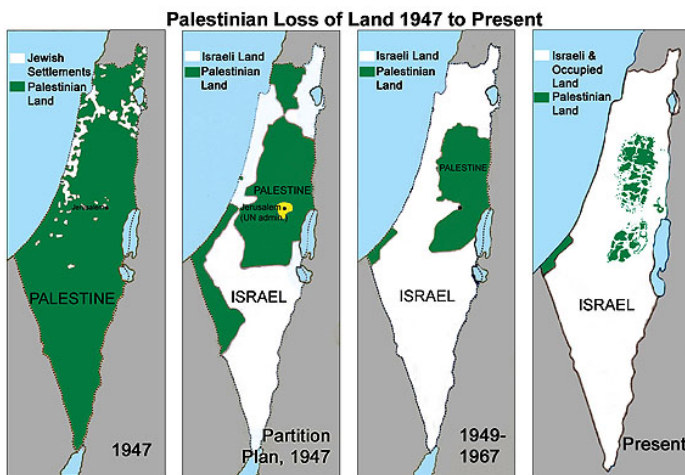 Palestinian Loss of Land 1947 to Present
Jewish
Settlements
Palestinian
Land
Jerusalem
PALESTINE
1947
Israeli Land
Palestinian
Land
PALESTINE
Jerusalem
(UN admin.)
ISRAEL
Partition
Plan, 1947
Israeli Land
Palestinian
Land
PALESTINE
ISRAEL
1949-
1967
Israeli &
Occupied
Land
Palestinian
Land
ISRAEL
Present